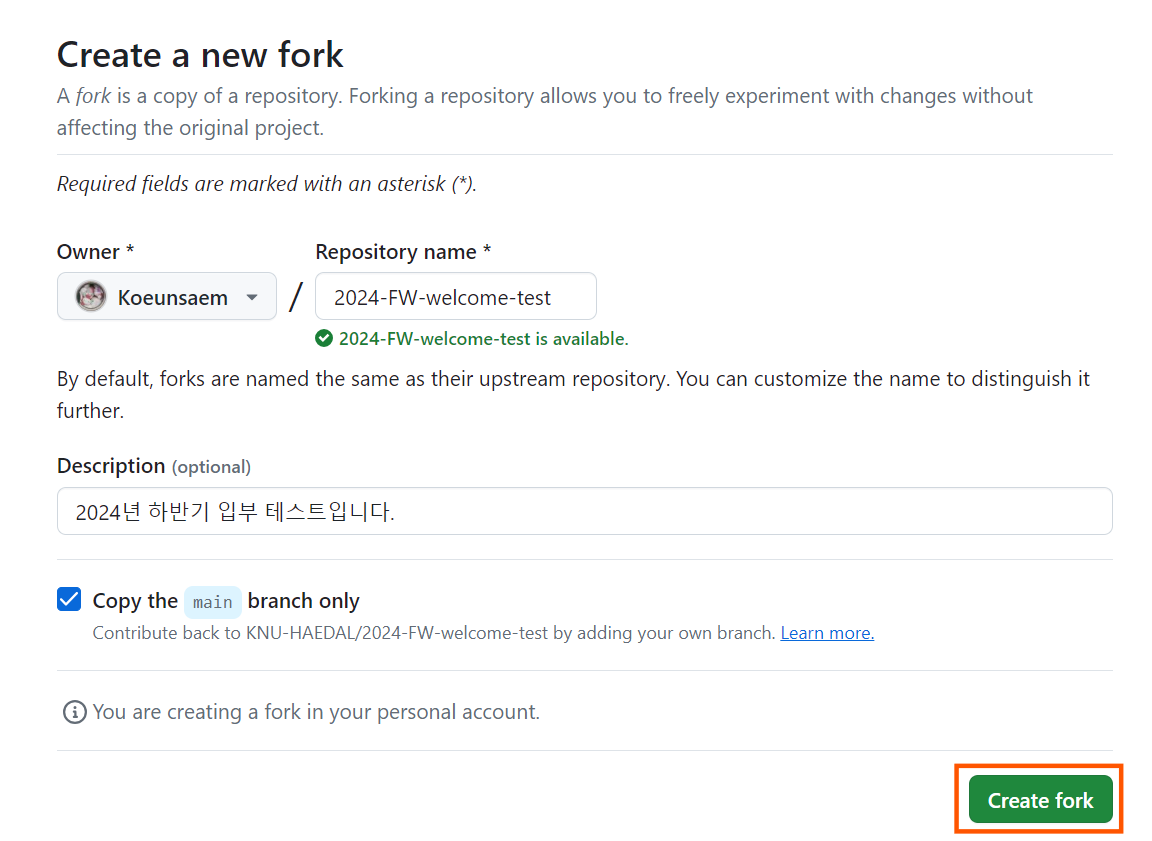 Create a new fork
A fork is a copy of a repository. Forking a repository allows you to freely experiment with changes without
affecting the original project.
Required fields are marked with an asterisk (*).
Owner * Repository name *
Koeunsaem / 2024-FW-welcome-test
2024-FW-welcome-test is available.
By default, forks are named the same as their upstream repository. You can customize the name to distinguish it
further.
Description (optional)
2024년 하반기 입부 테스트입니다.
Copy the main branch only
Contribute back to KNU-HAEDAL/2024-FW-welcome-test by adding your own branch. Learn more.
You are creating a fork in your personal account.
Create fork